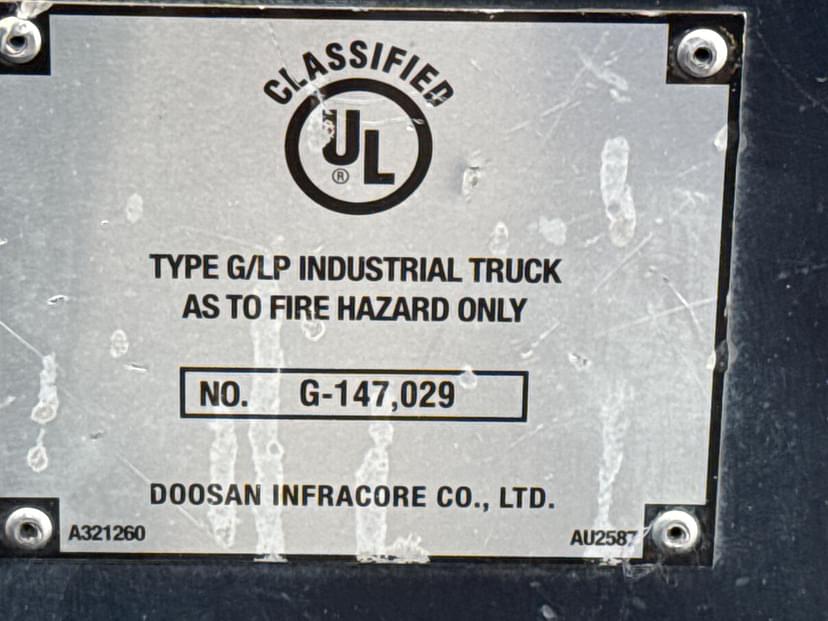 CLASSIFIED
UL
®
TYPE G/LP INDUSTRIAL TRUCK
AS TO FIRE HAZARD ONLY
NO. G-147,029
DOOSAN INFRACORE CO., LTD.
A321260 AU2587